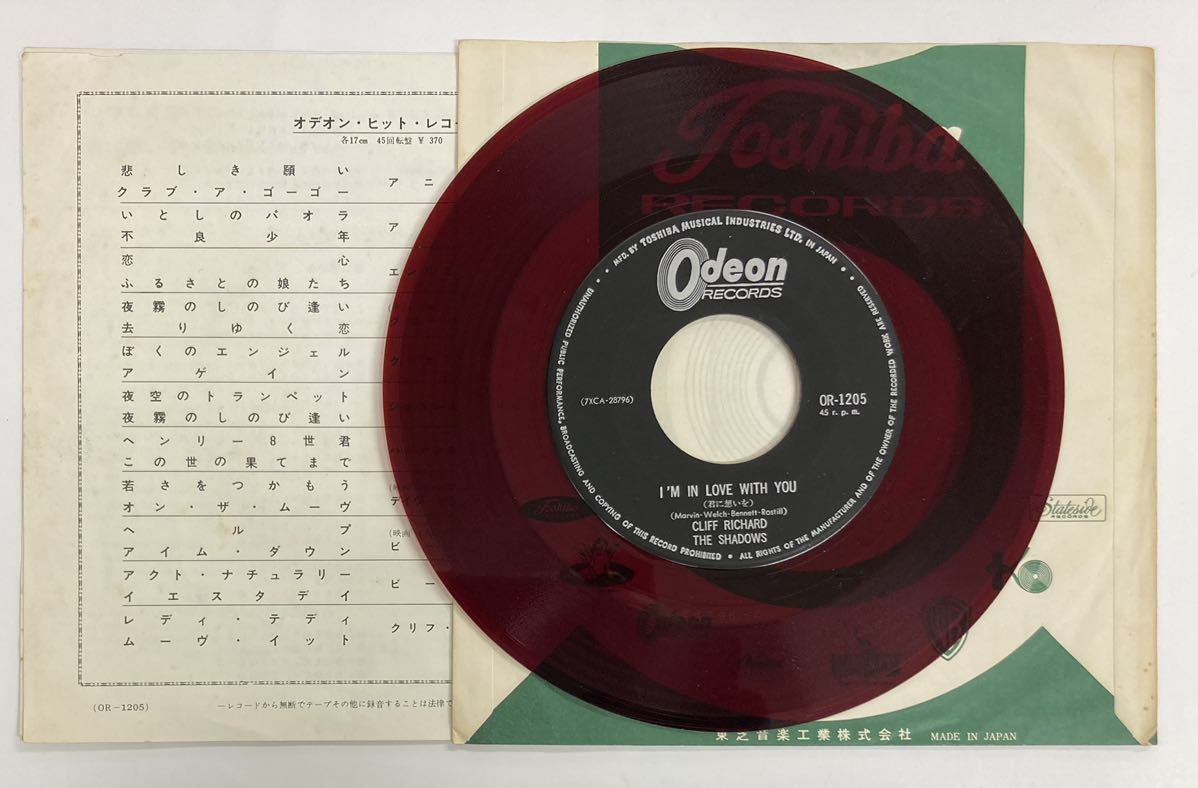 オデオン・ヒット・レコー
各17cm 45回転盤 ¥ 370
悲しき願い
クラブ・ア・ゴーゴー
アニ
いとしのパオラ
不良少年
ア
恋心
ふるさとの娘たち
エン
夜霧のしのび逢い
去りゆく恋
ク
ぼくのエンジェル
アゲイン
夜空のトランペット
夜霧のしのび逢い
ヘンリー8世君
この世の果てまで
若さをつかもう
オン・ザ・ムーヴ
デイ
ヘルプ
アイム・ダウン
(映画
ビ
アクト・ナチュラリー
イエスタデイ
ビー
レディ・テディ
ムーヴ・イット
クリフ・
(OR-1205)
―レコードから無断でテープその他に録音することは法律で
Toshiba
RECORDS
MFD. BY TOSHIBA MUSICAL INDUSTRIES LTD. IN JAPAN
Odeon
RECORDS
(7XCA-28796)
OR-1205
45 r.p.m.
I'M IN LOVE WITH YOU
(君に想いを)
(Marvin-Welch-Bennett-Rostill)
CLIFF RICHARD
THE SHADOWS
UNAUTHORIZED PUBLIC PERFORMANCE, BROADCASTING AND COPYING OF THIS RECORD PROHIBITED • ALL RIGHTS OF THE MANUFACTURER AND OF THE OWNER OF THE RECORDED WORK ARE RESERVED
Toshiba
Stateside
RECORDS
Odeon
WB
東芝音楽工業株式会社 MADE IN JAPAN